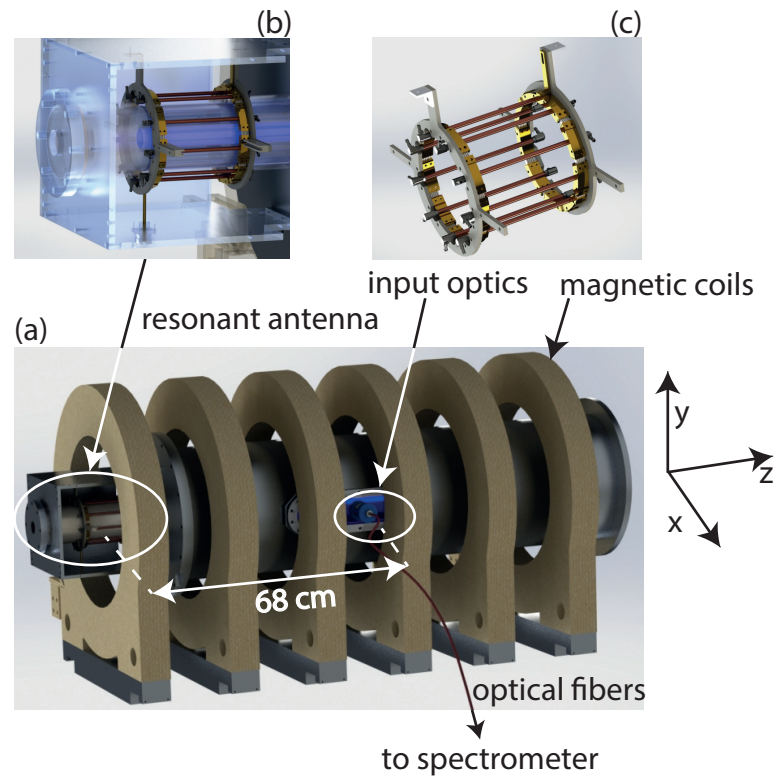 (b)
(c)
input optics
magnetic coils
resonant antenna
(a)
y
z
x
68 cm
optical fibers
to spectrometer